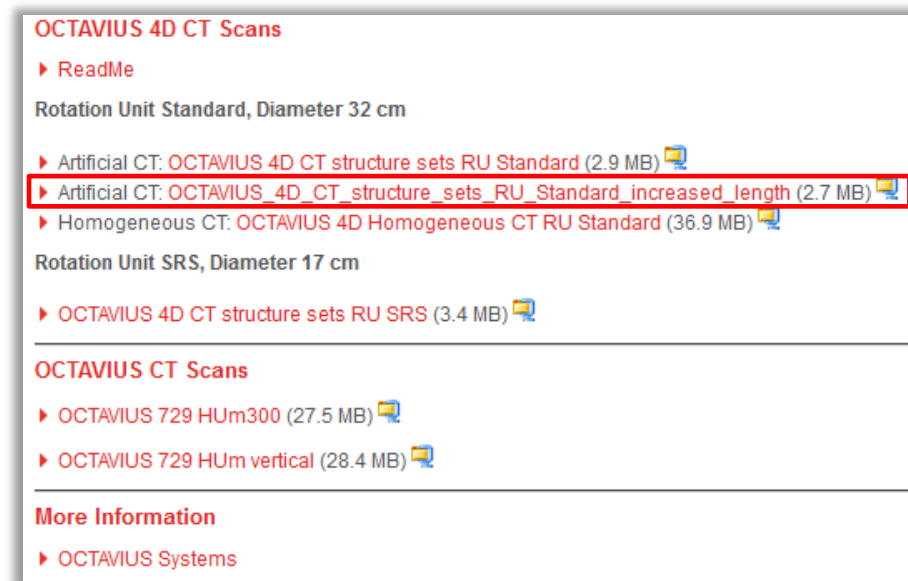 OCTAVIUS 4D CT Scans
ReadMe
Rotation Unit Standard, Diameter 32 cm
Artificial CT: OCTAVIUS 4D CT structure sets RU Standard (2.9 MB)
Artificial CT: OCTAVIUS_4D_CT_structure_sets_RU_Standard_increased_length (2.7 MB)
Homogeneous CT: OCTAVIUS 4D Homogeneous CT RU Standard (36.9 MB)
Rotation Unit SRS, Diameter 17 cm
OCTAVIUS 4D CT structure sets RU SRS (3.4 MB)
OCTAVIUS CT Scans
OCTAVIUS 729 HUm300 (27.5 MB)
OCTAVIUS 729 HUm vertical (28.4 MB)
More Information
OCTAVIUS Systems